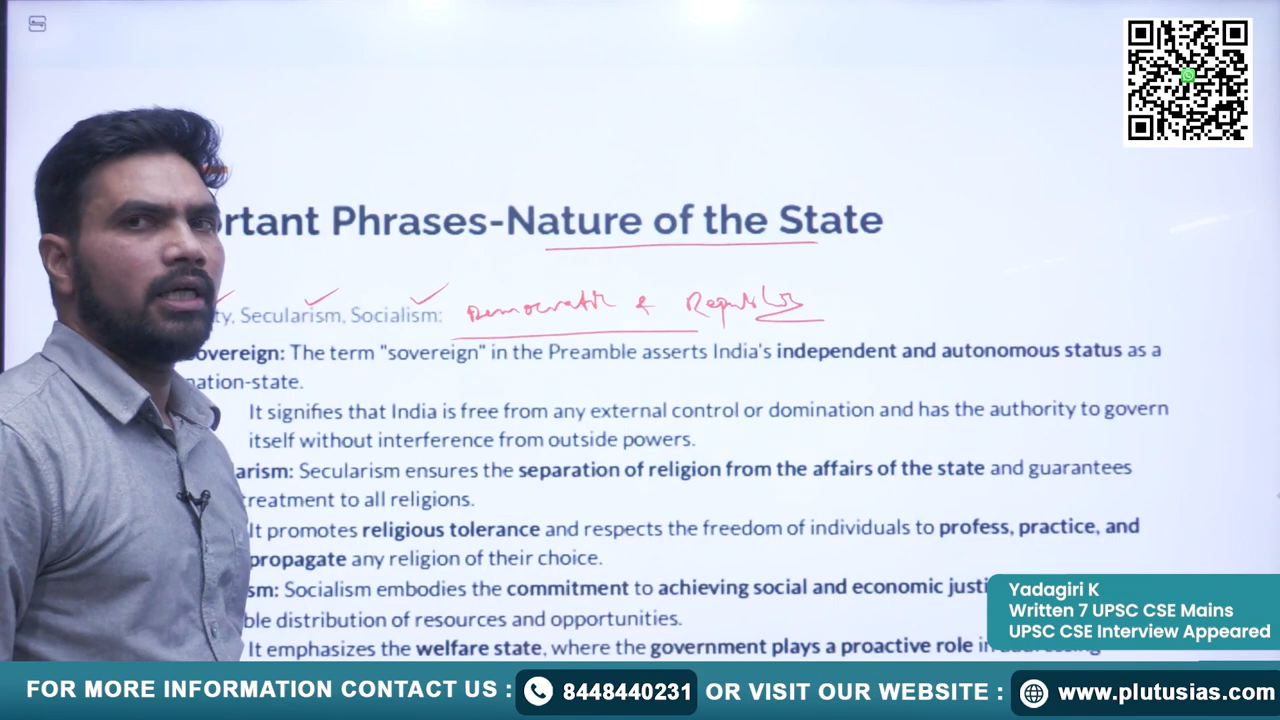 rtant Phrases-Nature of the State
ty, Secularism, Socialism: Democratic & Republic
overeign: The term "sovereign" in the Preamble asserts India's independent and autonomous status as a
nation-state.
It signifies that India is free from any external control or domination and has the authority to govern
itself without interference from outside powers.
arism: Secularism ensures the separation of religion from the affairs of the state and guarantees
treatment to all religions.
It promotes religious tolerance and respects the freedom of individuals to profess, practice, and
propagate any religion of their choice.
sm: Socialism embodies the commitment to achieving social and economic justi
ble distribution of resources and opportunities.
It emphasizes the welfare state, where the government plays a proactive role in addressing
Yadagiri K
Written 7 UPSC CSE Mains
UPSC CSE Interview Appeared
FOR MORE INFORMATION CONTACT US : 8448440231 OR VISIT OUR WEBSITE : www.plutusias.com